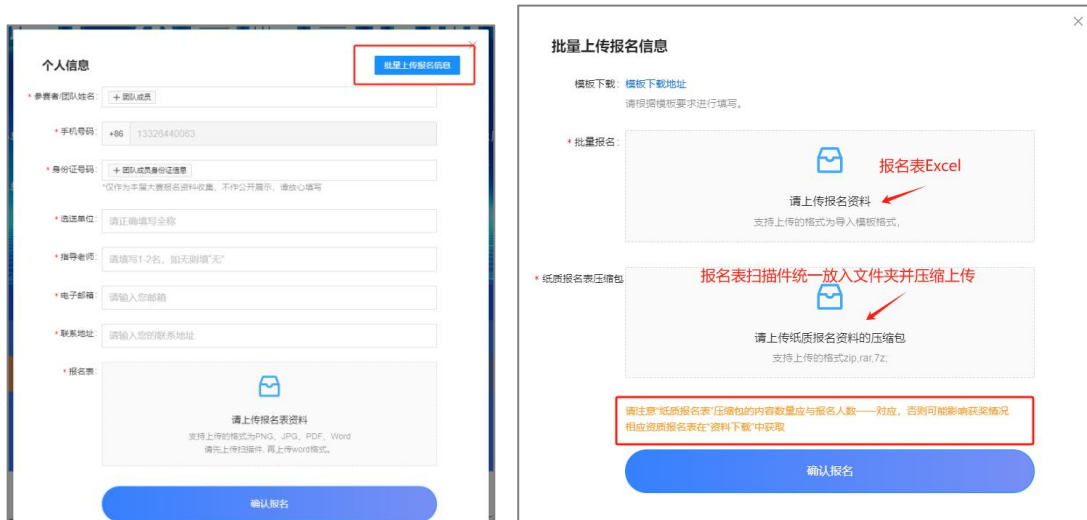 个人信息
批量上传报名信息
* 参赛者/团队姓名:
+ 团队成员
* 手机号码:
+86
13326440063
* 身份证号码:
+ 团队成员身份证信息
*仅作为本届大赛报名资料收集，不作公开展示，请放心填写
* 选送单位:
请正确填写全称
* 指导老师:
请填写1-2名，如无则填"无"
* 电子邮箱:
请输入您邮箱
* 联系地址:
请输入您的联系地址
* 报名表:
请上传报名表资料
支持上传的格式为PNG、JPG、PDF、Word
请先上传扫描件, 再上传word格式。
确认报名
批量上传报名信息
模板下载: 模板下载地址
请根据模板要求进行填写。
* 批量报名:
报名表Excel
请上传报名资料
支持上传的格式为导入模板格式,
* 纸质报名表压缩包
报名表扫描件统一放入文件夹并压缩上传
请上传纸质报名资料的压缩包
支持上传的格式zip,rar,7z;
请注意“纸质报名表”压缩包的内容数量应与报名人数——对应，否则可能影响获奖情况
相应资质报名表在“资料下载”中获取
确认报名